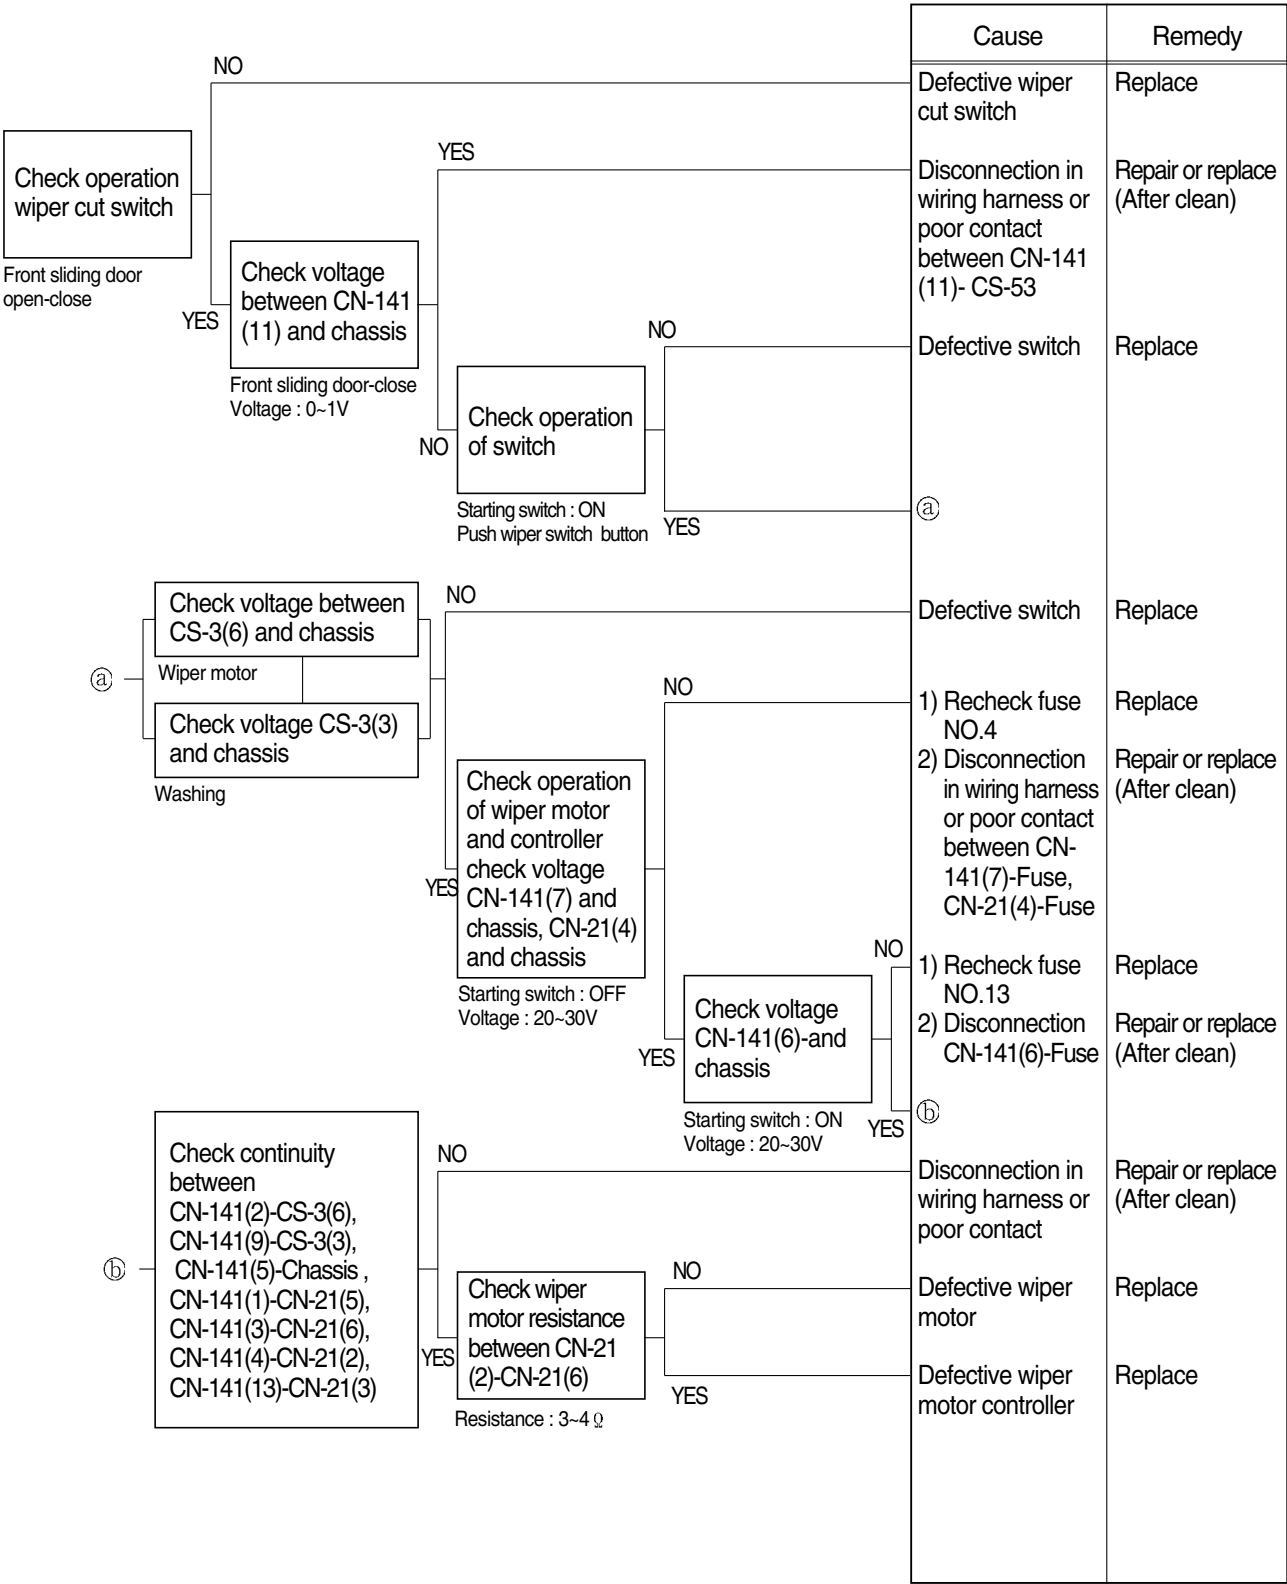 Cause
Remedy
NO
Defective wiper
cut switch
Replace
Check operation
wiper cut switch
Front sliding door
open-close
YES
Disconnection in
wiring harness or
poor contact
between CN-141
(11)- CS-53
Repair or replace
(After clean)
YES
Check voltage
between CN-141
(11) and chassis
Front sliding door-close
Voltage : 0~1V
NO
Defective switch
Replace
NO
Check operation
of switch
Starting switch : ON
Push wiper switch button
YES
ⓐ
ⓐ
Check voltage between
CS-3(6) and chassis
Wiper motor
Check voltage CS-3(3)
and chassis
Washing
NO
Defective switch
Replace
YES
Check operation
of wiper motor
and controller
check voltage
CN-141(7) and
chassis, CN-21(4)
and chassis
Starting switch : OFF
Voltage : 20~30V
NO
1) Recheck fuse
NO.4
Replace
2) Disconnection
in wiring harness
or poor contact
between CN-
141(7)-Fuse,
CN-21(4)-Fuse
Repair or replace
(After clean)
YES
Check voltage
CN-141(6)-and
chassis
Starting switch : ON
Voltage : 20~30V
NO
1) Recheck fuse
NO.13
Replace
2) Disconnection
CN-141(6)-Fuse
Repair or replace
(After clean)
YES
ⓑ
ⓑ
Check continuity
between
CN-141(2)-CS-3(6),
CN-141(9)-CS-3(3),
CN-141(5)-Chassis ,
CN-141(1)-CN-21(5),
CN-141(3)-CN-21(6),
CN-141(4)-CN-21(2),
CN-141(13)-CN-21(3)
NO
Disconnection in
wiring harness or
poor contact
Repair or replace
(After clean)
YES
Check wiper
motor resistance
between CN-21
(2)-CN-21(6)
Resistance : 3~4 Ω
NO
Defective wiper
motor
Replace
YES
Defective wiper
motor controller
Replace